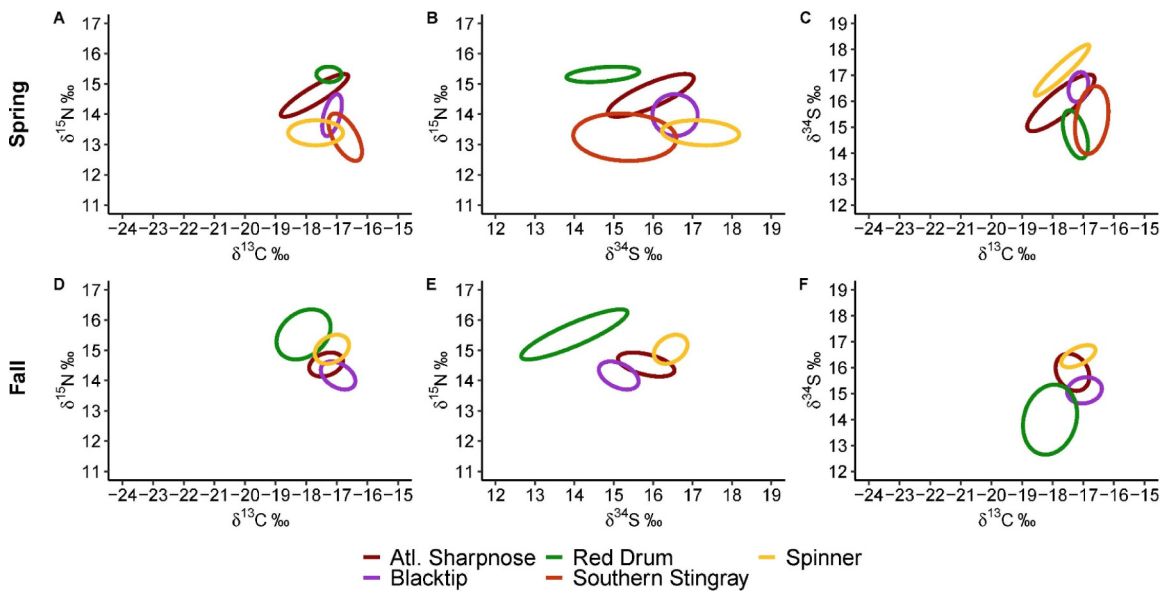 A
B
C
Spring
17
16
15
14
13
12
11
δ15N ‰
−24−23−22−21−20−19−18−17−16−15
δ13C ‰
17
16
15
14
13
12
11
δ15N ‰
12 13 14 15 16 17 18 19
δ34S ‰
19
18
17
16
15
14
13
12
δ34S ‰
−24−23−22−21−20−19−18−17−16−15
δ13C ‰
D
E
F
Fall
17
16
15
14
13
12
11
δ15N ‰
−24−23−22−21−20−19−18−17−16−15
δ13C ‰
17
16
15
14
13
12
11
δ15N ‰
12 13 14 15 16 17 18 19
δ34S ‰
19
18
17
16
15
14
13
12
δ34S ‰
−24−23−22−21−20−19−18−17−16−15
δ13C ‰
Atl. Sharpnose Red Drum Spinner
Blacktip Southern Stingray